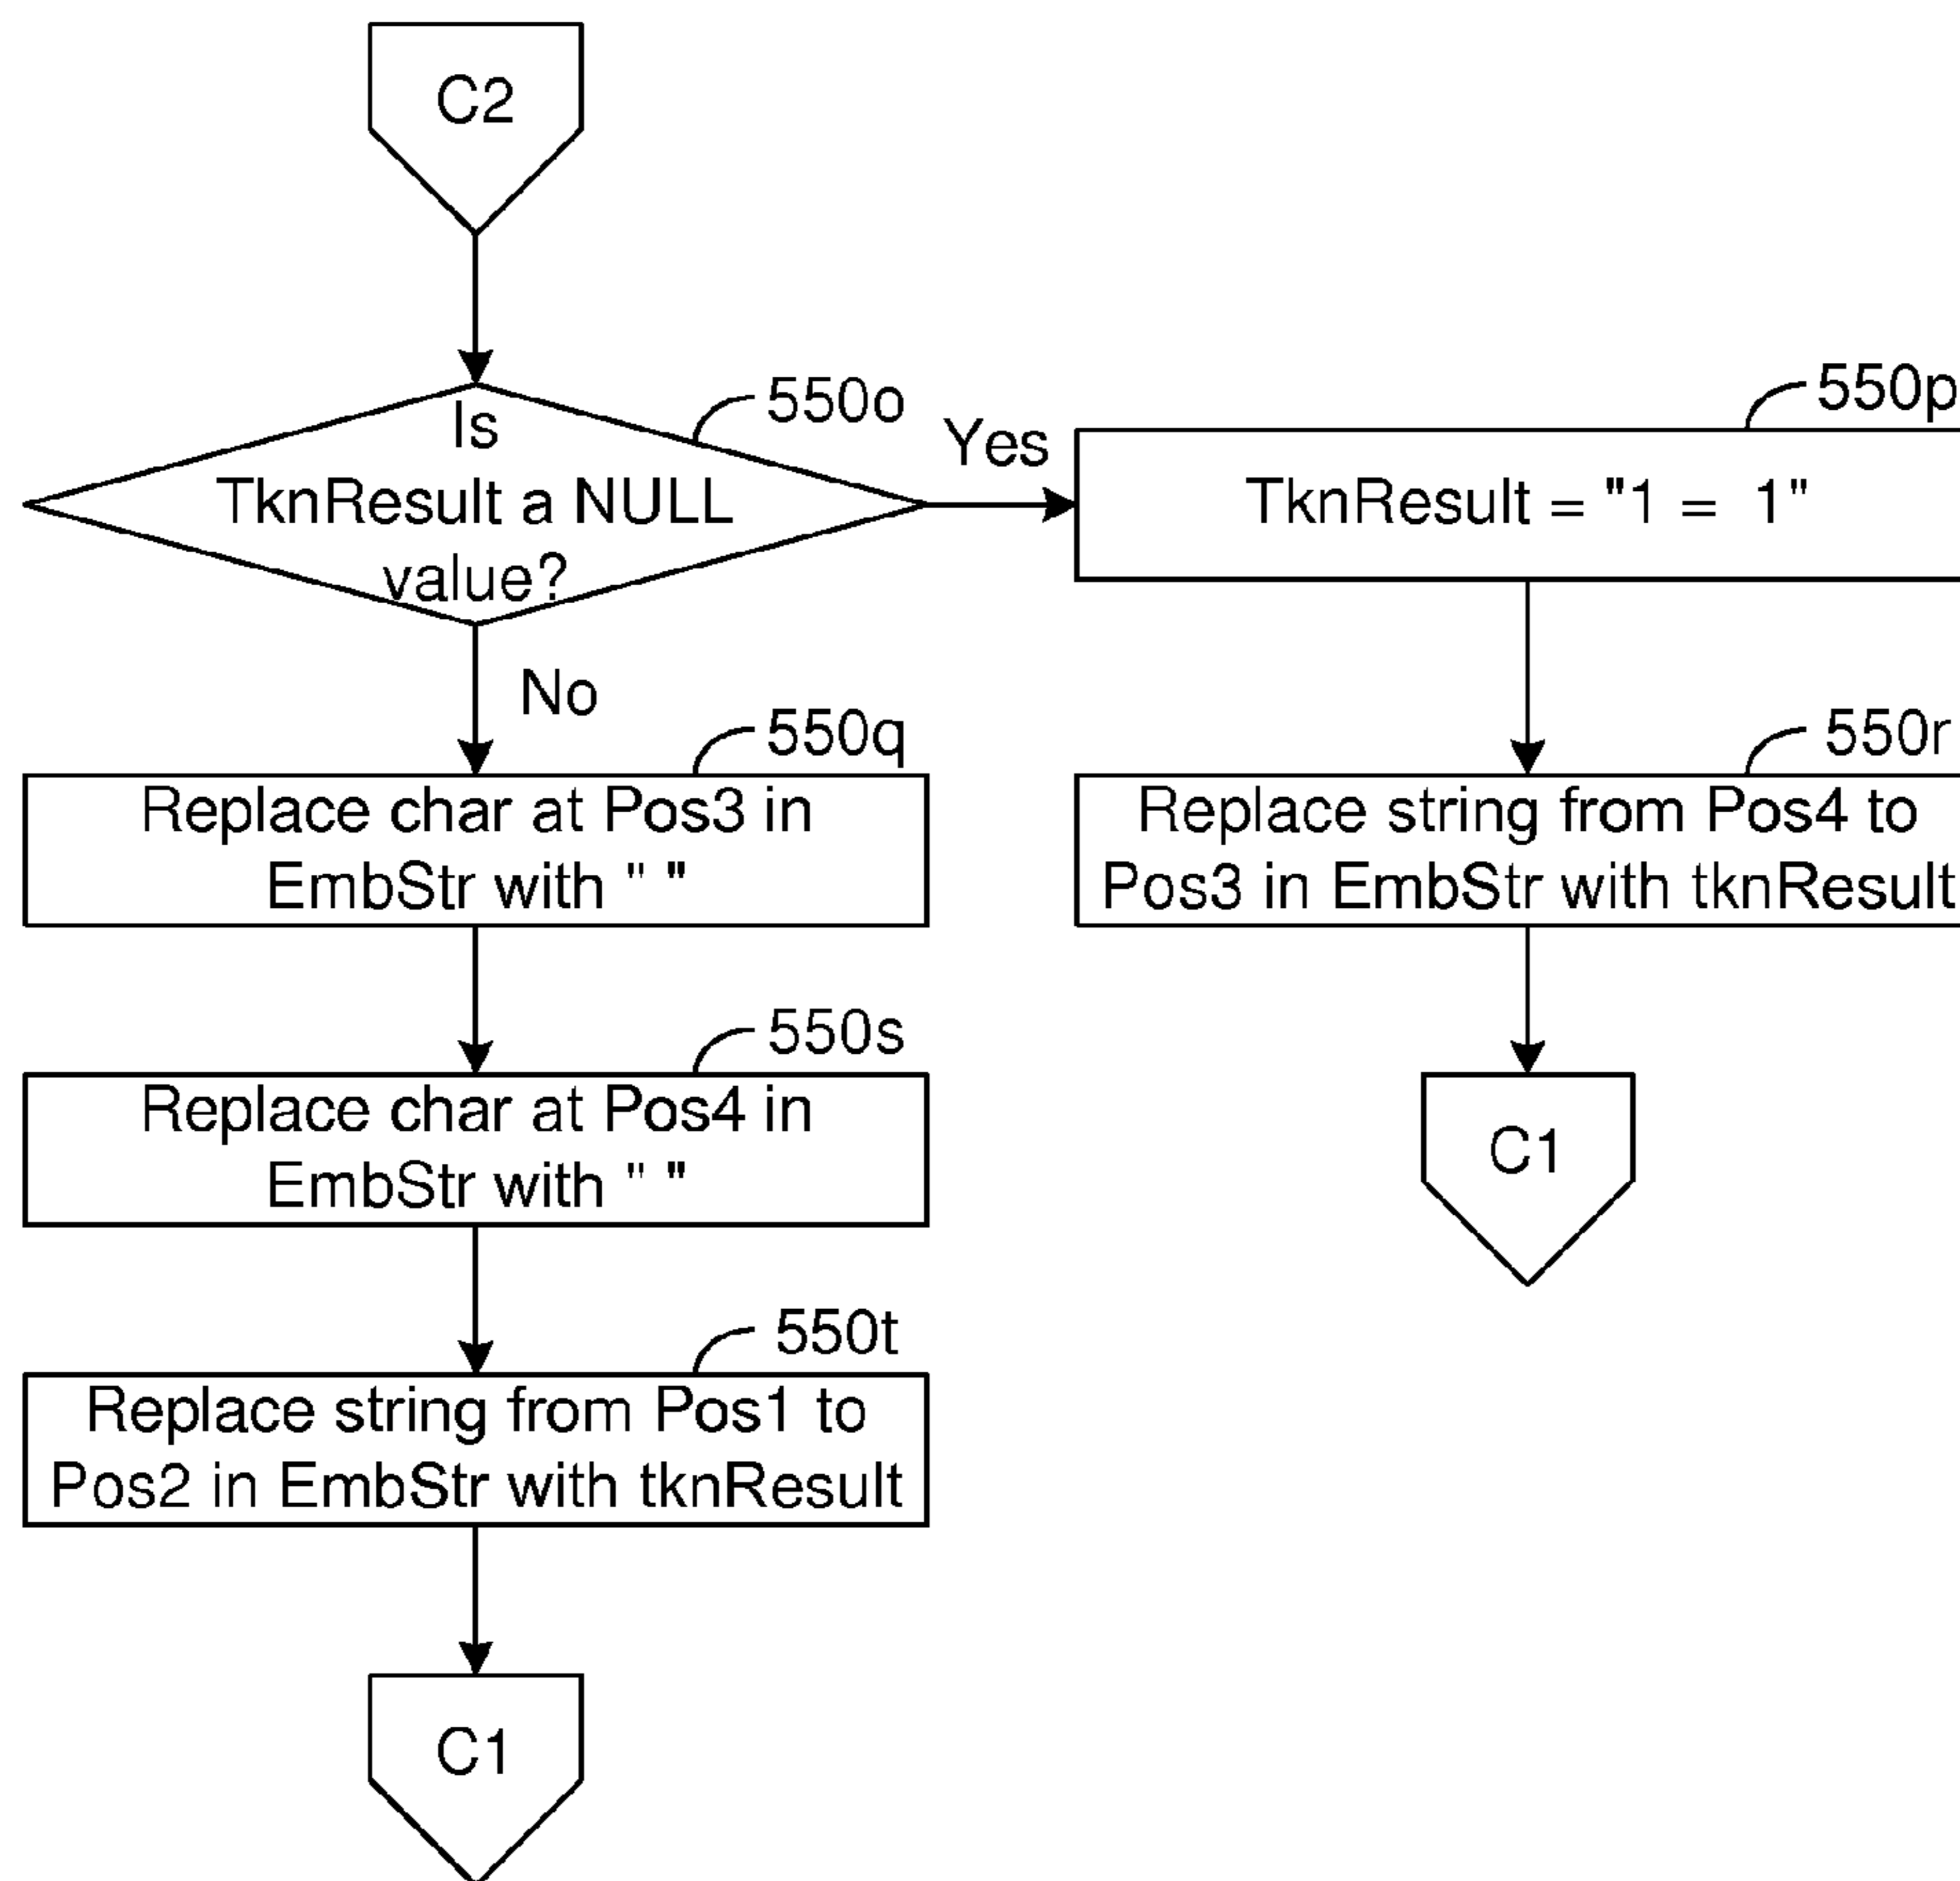 C2
550o
Is
TknResult a NULL
value?
Yes
No
550p
TknResult = "1 = 1"
550q
Replace char at Pos3 in
EmbStr with " "
550r
Replace string from Pos4 to
Pos3 in EmbStr with tknResult
550s
Replace char at Pos4 in
EmbStr with " "
C1
550t
Replace string from Pos1 to
Pos2 in EmbStr with tknResult
C1